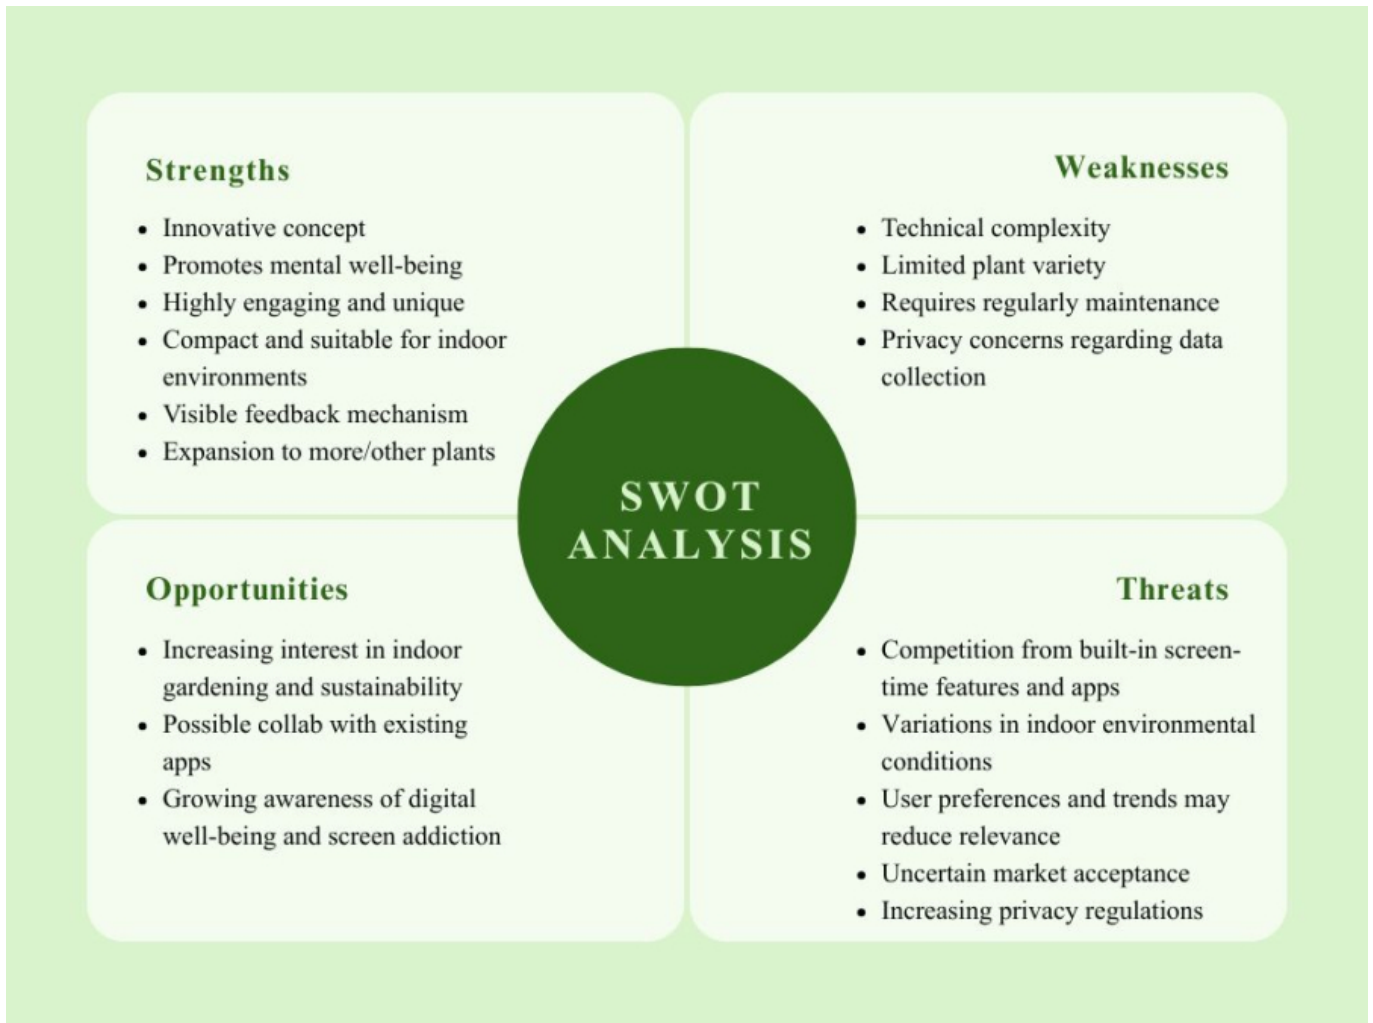 Strengths
Innovative concept
Promotes mental well-being
Highly engaging and unique
Compact and suitable for indoor
environments
Visible feedback mechanism
Expansion to more/other plants
Weaknesses
Technical complexity
Limited plant variety
Requires regularly maintenance
Privacy concerns regarding data
collection
SWOT
ANALYSIS
Opportunities
Increasing interest in indoor
gardening and sustainability
Possible collab with existing
apps
Growing awareness of digital
well-being and screen addiction
Threats
Competition from built-in screen-
time features and apps
Variations in indoor environmental
conditions
User preferences and trends may
reduce relevance
Uncertain market acceptance
Increasing privacy regulations